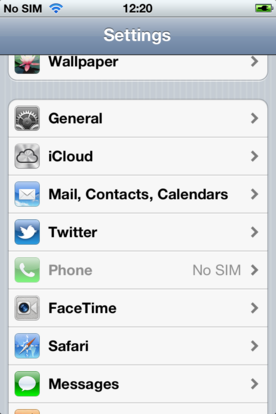 No SIM 12:20
Settings
Wallpaper
General
iCloud
Mail, Contacts, Calendars
Twitter
Phone No SIM
FaceTime
Safari
Messages